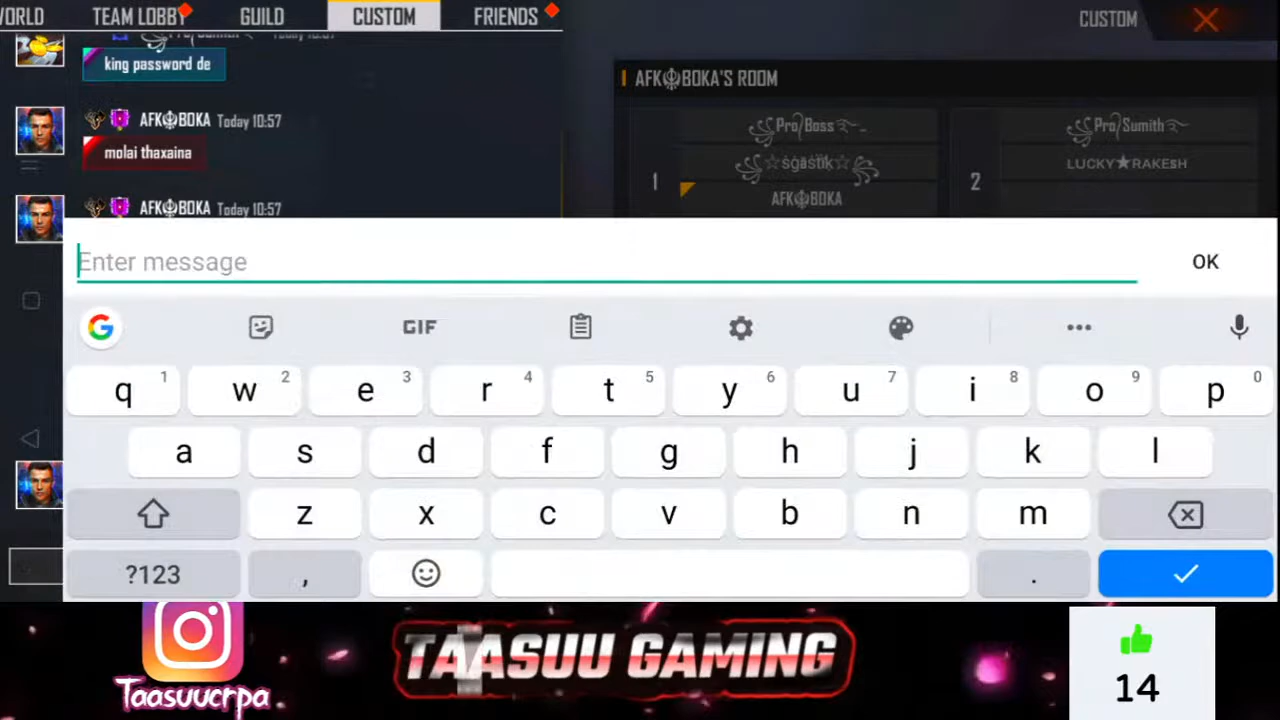 ORLD TEAM LOBBY GUILD CUSTOM FRIENDS CUSTOM
king password de
AFK BOKA Today 10:57
molai thaxaina
AFK BOKA Today 10:57
AFK BOKA'S ROOM
Pro Boss
Pro Sumith
1
☆ŚĢäŚtïk☆
2
LUCKY★RAKESH
AFK BOKA
Enter message
OK
G GIF
q 1 w 2 e 3 r 4 t 5 y 6 u 7 i 8 o 9 p 0
a s d f g h j k l
z x c v b n m
?123 , .
TAASUU GAMING
Taasuucrpa
14